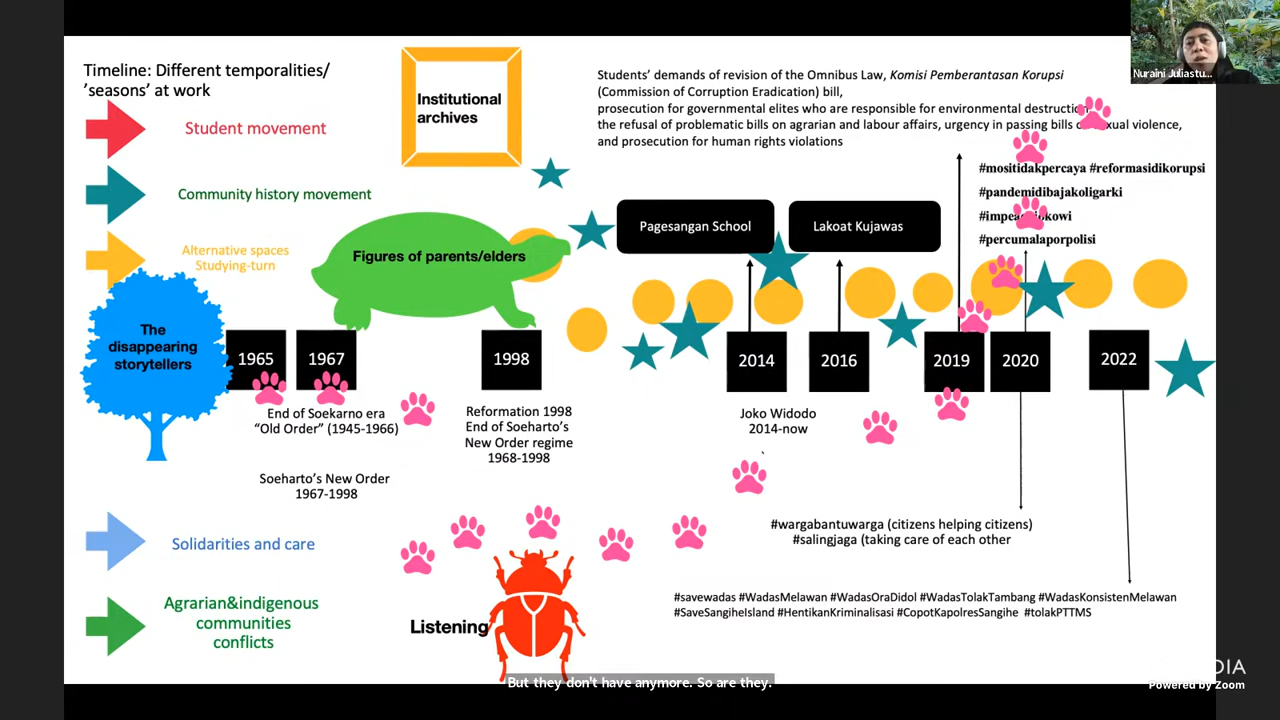 Timeline: Different temporalities/
’seasons’ at work
Student movement
Community history movement
Alternative spaces
Studying-turn
Institutional
archives
Figures of parents/elders
The
disappearing
storytellers
Students’ demands of revision of the Omnibus Law, Komisi Pemberantasan Korupsi
(Commission of Corruption Eradication) bill,
prosecution for governmental elites who are responsible for environmental destruction
the refusal of problematic bills on agrarian and labour affairs, urgency in passing bills violence,
and prosecution for human rights violations
#mositidakpercaya #reformasidikorupsi
#pandemidibajakoligarki
#percumalaporpolisi
Pagesangan School
Lakoat Kujawas
1965
1967
1998
2014
2016
2019
2020
2022
End of Soekarno era
“Old Order” (1945-1966)
Soeharto’s New Order
1967-1998
Reformation 1998
End of Soeharto’s
New Order regime
1968-1998
Joko Widodo
2014-now
#wargabantuwarga (citizens helping citizens)
#salingjaga (taking care of each other
#savewadas #WadasMelawan #WadasOraDidol #WadasTolakTambang #WadasKonsistenMelawan
#SaveSangiheIsland #HentikanKriminalisasi #CopotKapolresSangihe #tolakPTTMS
Solidarities and care
Agrarian&indigenous
communities
conflicts
Listening
But they don't have anymore. So are they.
Nuraini Juliastu...
DIA
Powered by Zoom